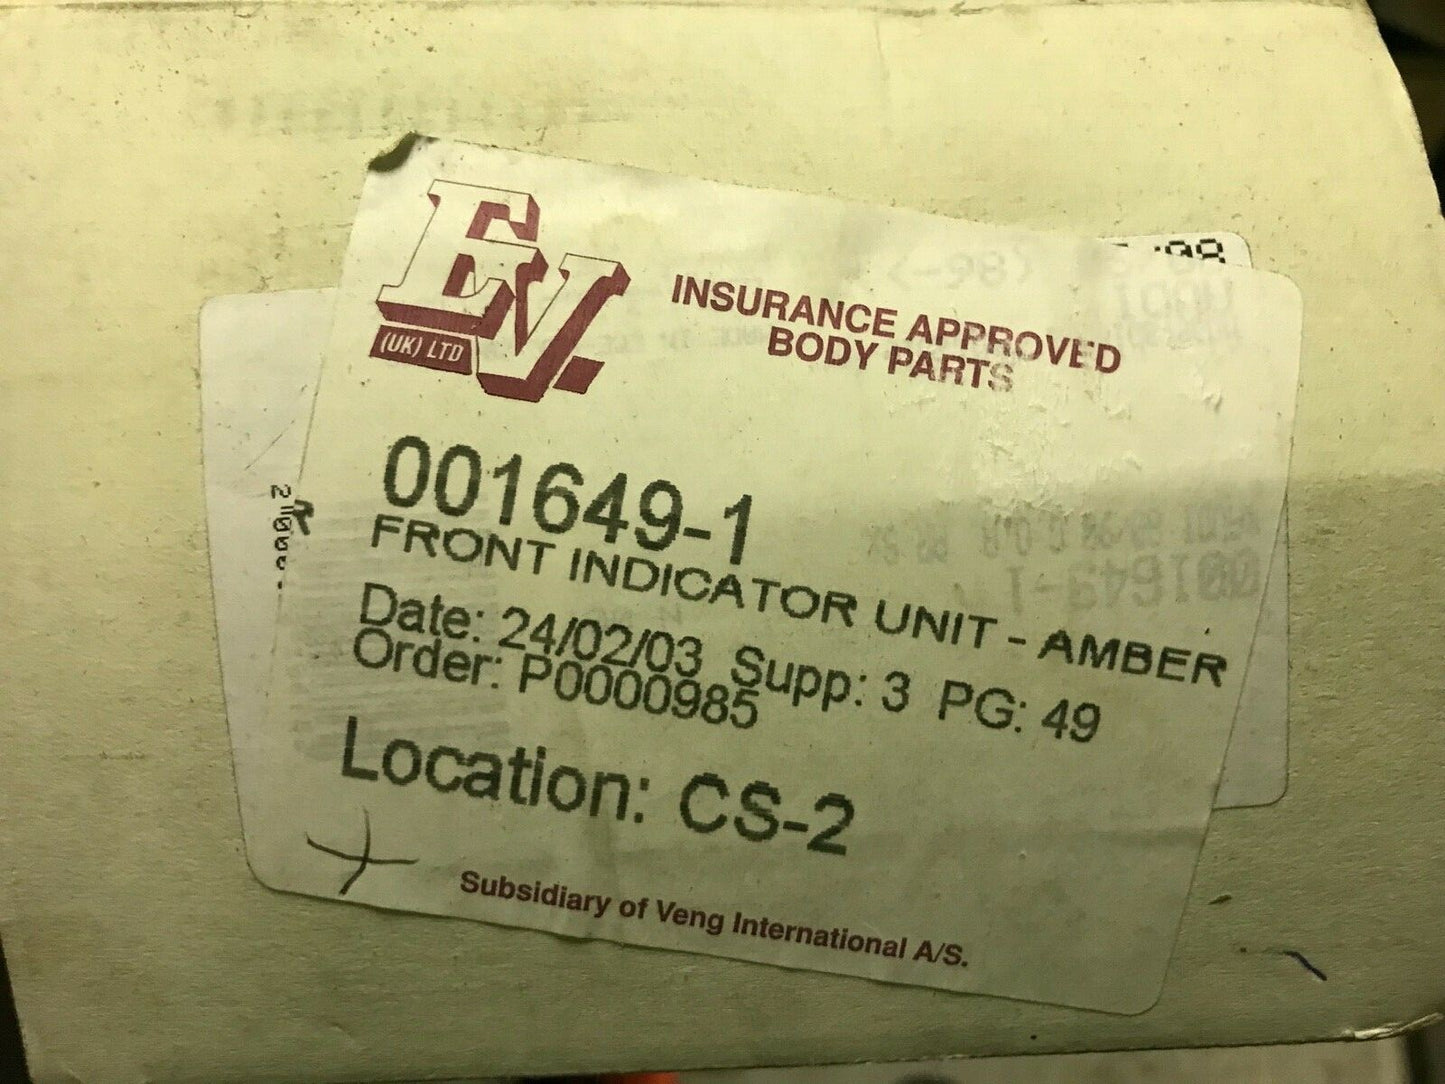 EV.
(UK) LTD
INSURANCE APPROVED
BODY PARTS
001649-1
FRONT INDICATOR UNIT - AMBER
Date: 24/02/03 Supp: 3 PG: 49
Order: P0000985
Location: CS-2
Subsidiary of Veng International A/S.
R